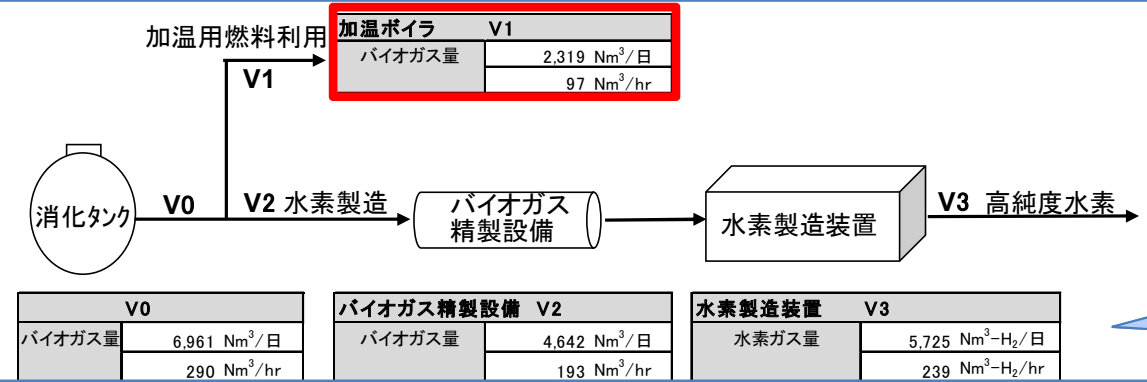 加温用燃料利用
V1
加温ボイラ V1
バイオガス量 2,319 Nm³/日
97 Nm³/hr
消化タンク
V0
V2 水素製造
バイオガス
精製設備
水素製造装置
V3 高純度水素
V0
バイオガス量 6,961 Nm³/日
290 Nm³/hr
バイオガス精製設備 V2
バイオガス量 4,642 Nm³/日
193 Nm³/hr
水素製造装置 V3
水素ガス量 5,725 Nm³-H₂/日
239 Nm³-H₂/hr